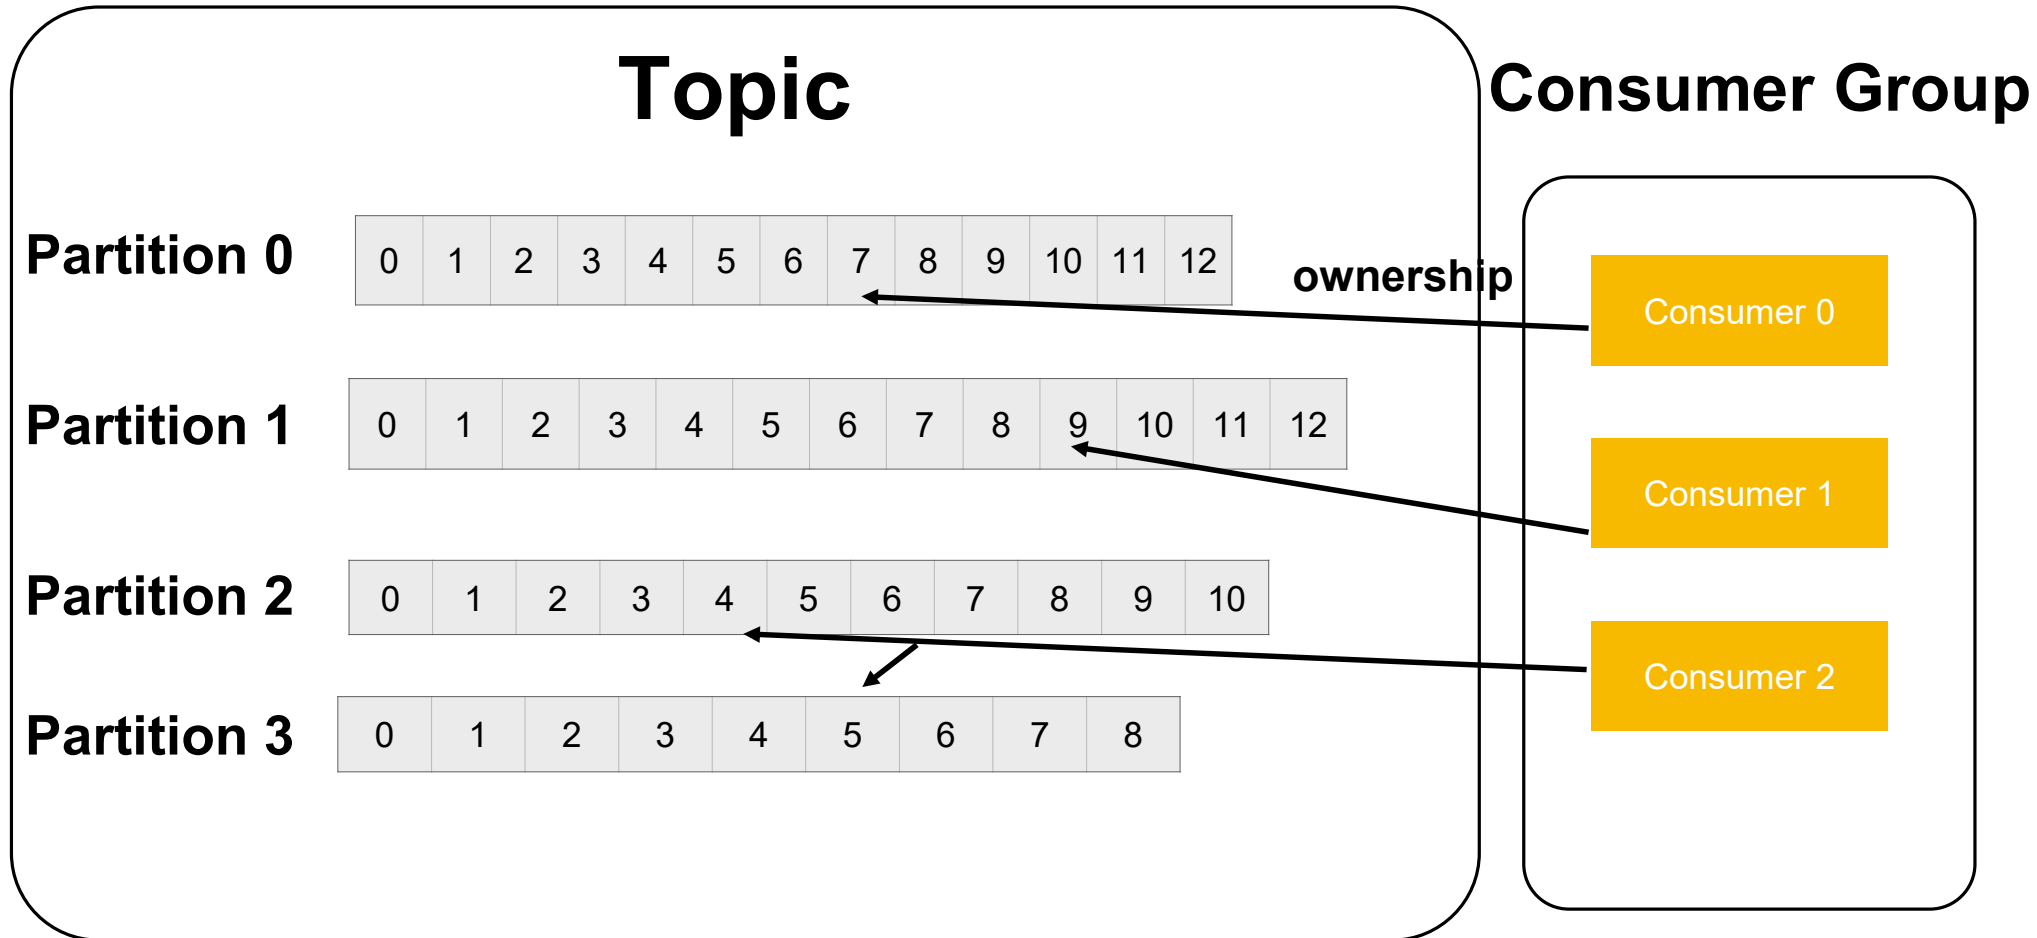 Topic
Consumer Group
Partition 0
0 1 2 3 4 5 6 7 8 9 10 11 12
ownership
Consumer 0
Partition 1
0 1 2 3 4 5 6 7 8 9 10 11 12
Consumer 1
Partition 2
0 1 2 3 4 5 6 7 8 9 10
Consumer 2
Partition 3
0 1 2 3 4 5 6 7 8